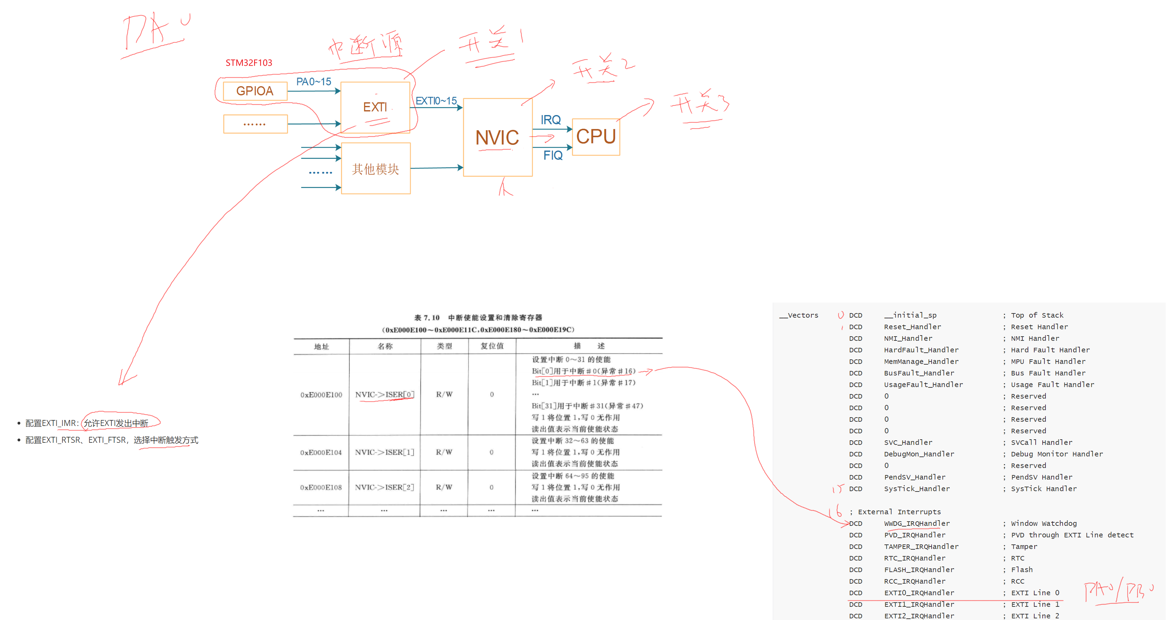 PA0
中断源
开关1
STM32F103
开关2
GPIOA
PA0~15
EXTI
EXTI0~15
开关3
……
NVIC
IRQ
CPU
FIQ
其他模块
……
• 配置EXTI_IMR：允许EXTI发出中断
• 配置EXTI_RTSR、EXTI_FTSR，选择中断触发方式
表 7.10 中断使能设置和清除寄存器
(0xE000E100～0xE000E11C,0xE000E180～0xE000E19C)
地址 名称 类型 复位值 描 述
0xE000E100 NVIC->ISER[0] R/W 0
设置中断 0～31 的使能
Bit[0]用于中断♯0(异常♯16)
Bit[1]用于中断♯1(异常♯17)
…
Bit[31]用于中断♯31(异常♯47)
写 1 将位置 1,写 0 无作用
读出值表示当前使能状态
0xE000E104 NVIC->ISER[1] R/W 0
设置中断 32～63 的使能
写 1 将位置 1,写 0 无作用
读出值表示当前使能状态
0xE000E108 NVIC->ISER[2] R/W 0
设置中断 64～95 的使能
写 1 将位置 1,写 0 无作用
读出值表示当前使能状态
… … … … …
__Vectors 0 DCD __initial_sp ; Top of Stack
1 DCD Reset_Handler ; Reset Handler
DCD NMI_Handler ; NMI Handler
DCD HardFault_Handler ; Hard Fault Handler
DCD MemManage_Handler ; MPU Fault Handler
DCD BusFault_Handler ; Bus Fault Handler
DCD UsageFault_Handler ; Usage Fault Handler
DCD 0 ; Reserved
DCD 0 ; Reserved
DCD 0 ; Reserved
DCD 0 ; Reserved
DCD SVC_Handler ; SVCall Handler
DCD DebugMon_Handler ; Debug Monitor Handler
DCD 0 ; Reserved
DCD PendSV_Handler ; PendSV Handler
15 DCD SysTick_Handler ; SysTick Handler
16 ; External Interrupts
DCD WWDG_IRQHandler ; Window Watchdog
DCD PVD_IRQHandler ; PVD through EXTI Line detect
DCD TAMPER_IRQHandler ; Tamper
DCD RTC_IRQHandler ; RTC
DCD FLASH_IRQHandler ; Flash
DCD RCC_IRQHandler ; RCC
DCD EXTI0_IRQHandler ; EXTI Line 0
PA0/PB0
DCD EXTI1_IRQHandler ; EXTI Line 1
DCD EXTI2_IRQHandler ; EXTI Line 2